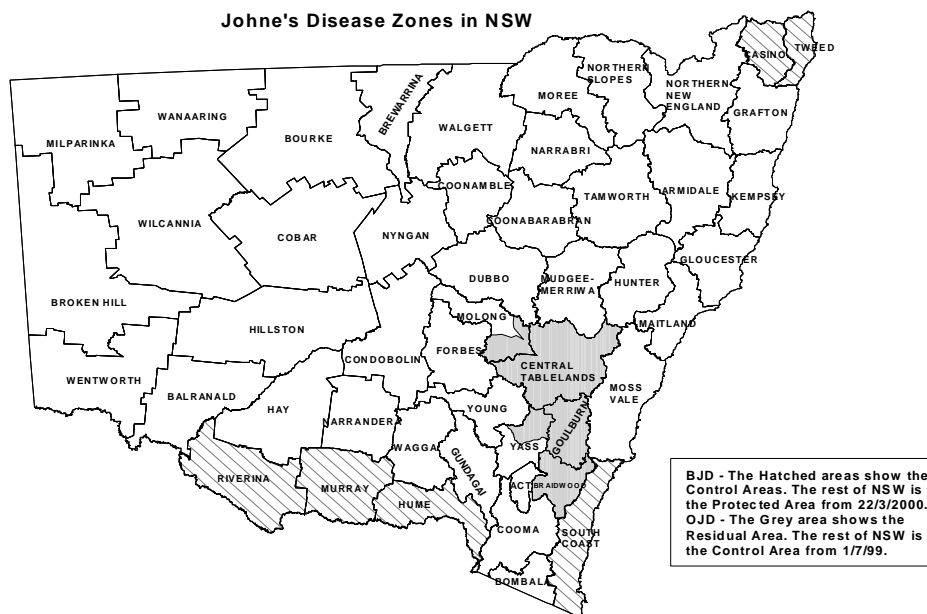 Johne's Disease Zones in NSW
CASINO
TWEED
NORTHERN
SLOPES
MOREE
NORTHERN
NEW
ENGLAND
GRAFTON
BREWARRINA
WANAARING
WALGETT
BOURKE
MILPARINKA
NARRABRI
COONAMBLE
TAMWORTH
ARMIDALE
KEMPSEY
WILCANNIA
COONABARABRAN
COBAR
NYNGAN
GLOUCESTER
DUBBO
MUDGEE-
MERRIWA
HUNTER
BROKEN HILL
MOLONG
MAITLAND
HILLSTON
CONDOBOLIN
FORBES
CENTRAL
TABLELANDS
WENTWORTH
MOSS
VALE
BALRANALD
HAY
YOUNG
NARRANDERA
GOULBURN
WAGGA
YASS
GUNDAGAI
RIVERINA
MURRAY
ACT
BRAIDWOOD
HUME
COOMA
SOUTH
COAST
BOMBALA
BJD - The Hatched areas show the
Control Areas. The rest of NSW is
the Protected Area from 22/3/2000.
OJD - The Grey area shows the
Residual Area. The rest of NSW is
the Control Area from 1/7/99.